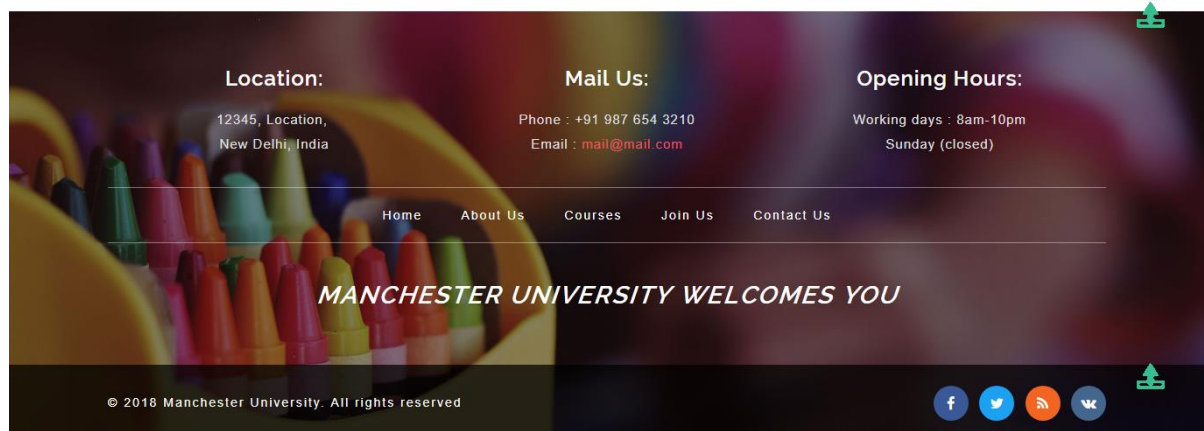 Location:
12345, Location,
New Delhi, India
Mail Us:
Phone : +91 987 654 3210
Email : mail@mail.com
Opening Hours:
Working days : 8am-10pm
Sunday (closed)
Home About Us Courses Join Us Contact Us
MANCHESTER UNIVERSITY WELCOMES YOU
© 2018 Manchester University. All rights reserved